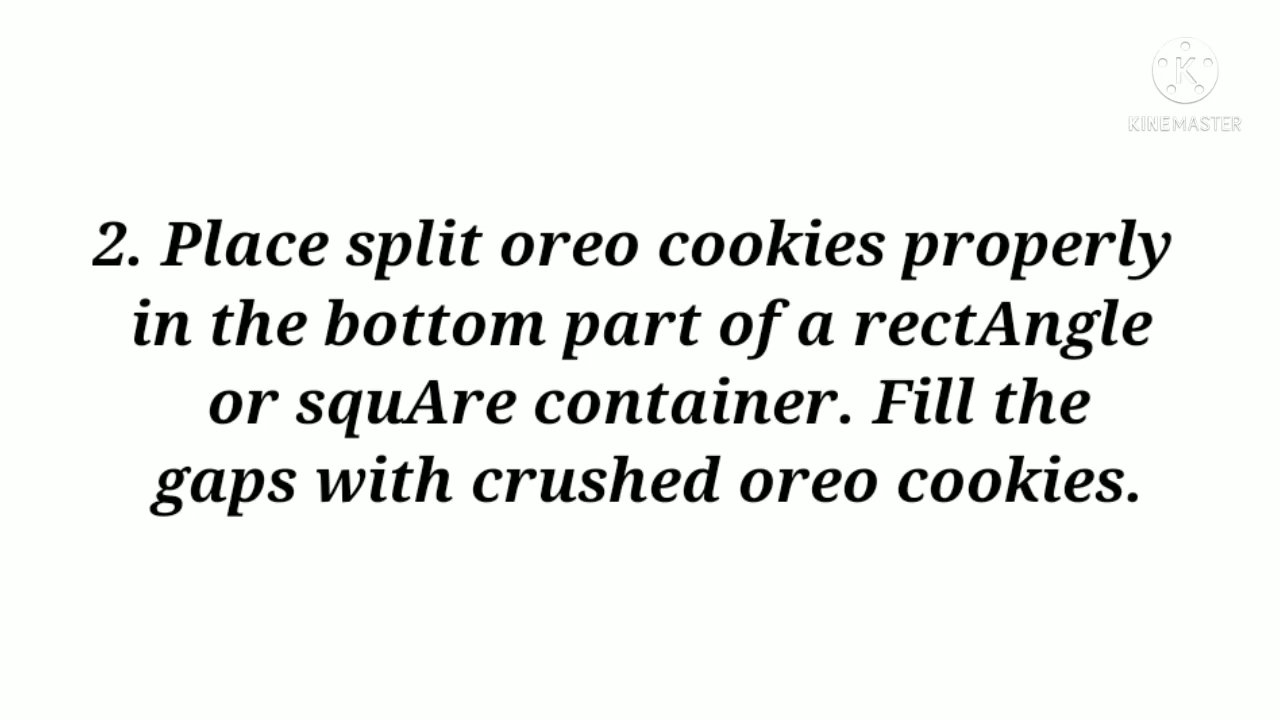 KINEMASTER
2. Place split oreo cookies properly
in the bottom part of a rectAngle
or squAre container. Fill the
gaps with crushed oreo cookies.